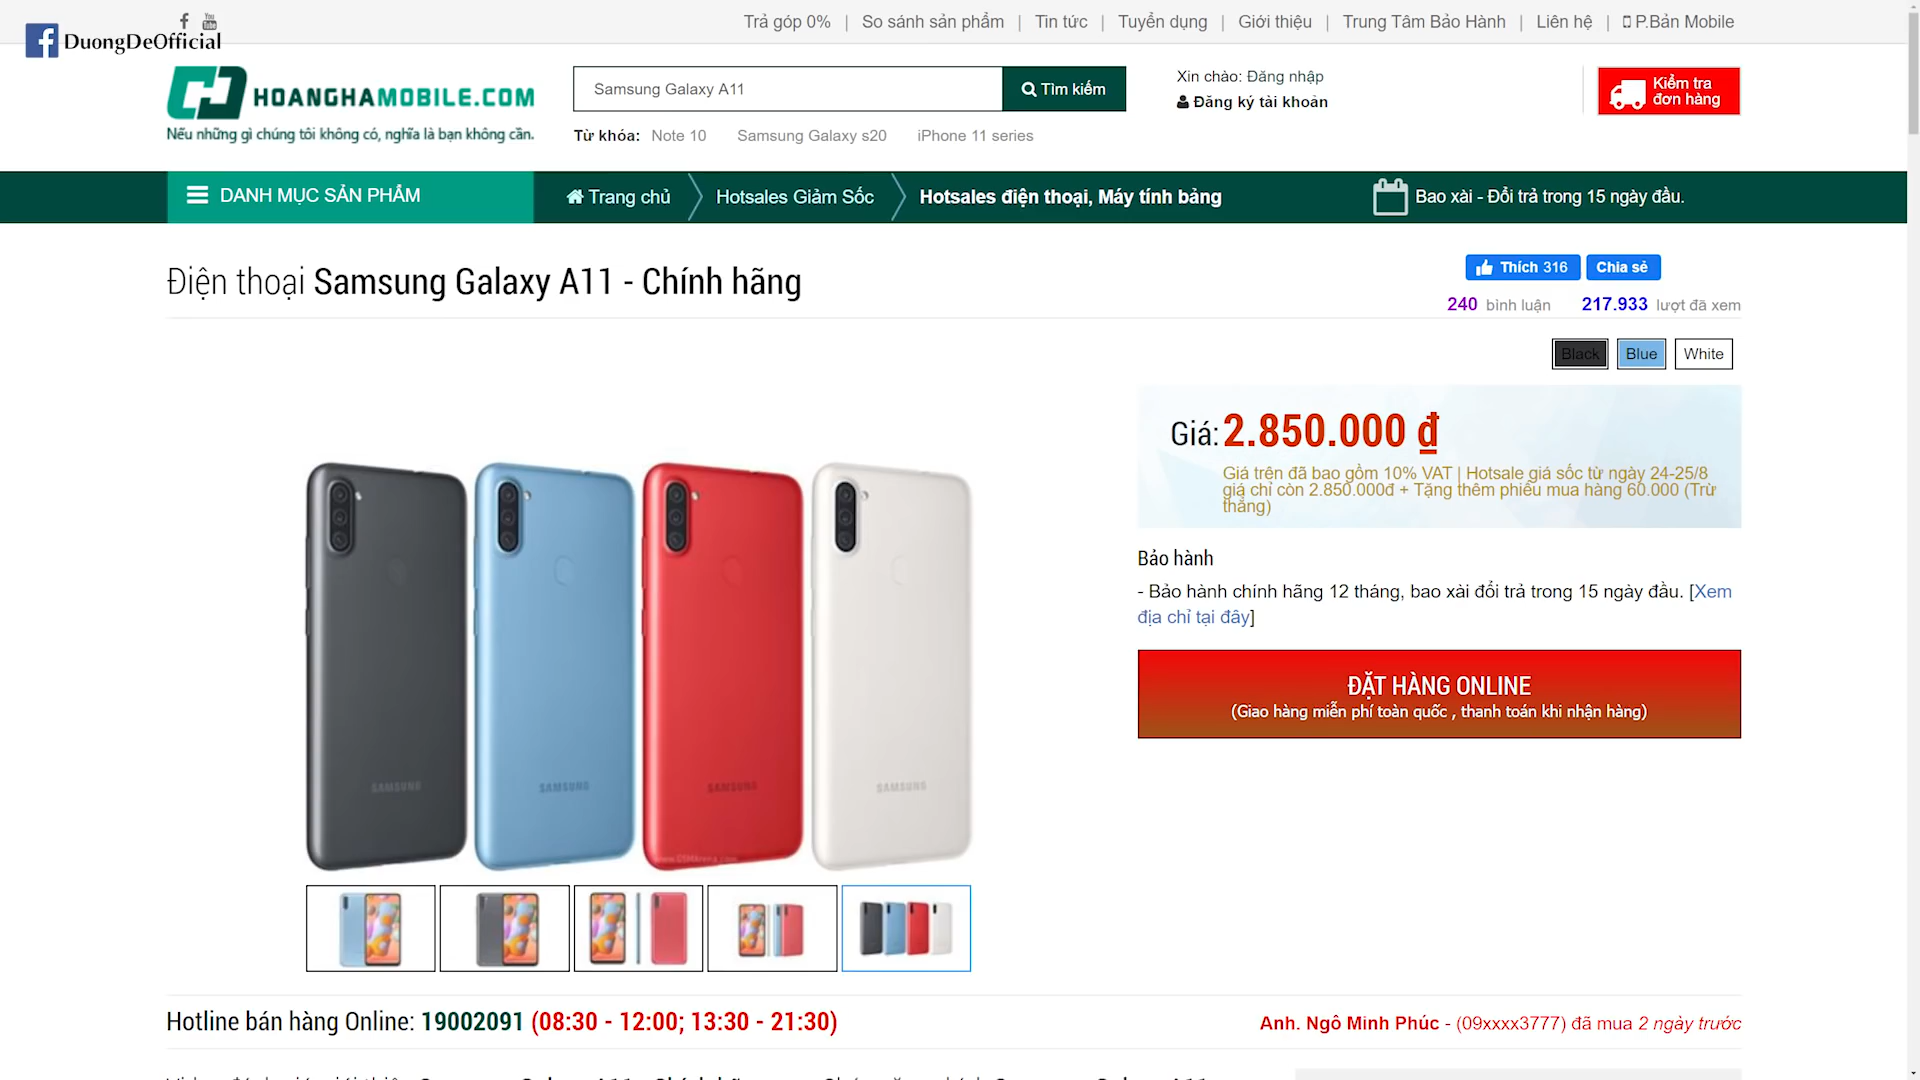 DuongDeOfficial
Trả góp 0% | So sánh sản phẩm | Tin tức | Tuyển dụng | Giới thiệu | Trung Tâm Bảo Hành | Liên hệ | P.Bản Mobile
HOANGHAMOBILE.COM
Nếu những gì chúng tôi không có, nghĩa là bạn không cần.
Samsung Galaxy A11
Tìm kiếm
Từ khóa: Note 10 Samsung Galaxy s20 iPhone 11 series
Xin chào: Đăng nhập
Đăng ký tài khoản
Kiểm tra
đơn hàng
DANH MỤC SẢN PHẨM
Trang chủ Hotsales Giảm Sốc Hotsales điện thoại, Máy tính bảng
Bao xài - Đổi trả trong 15 ngày đầu.
Điện thoại Samsung Galaxy A11 - Chính hãng
Thích 316 Chia sẻ
240 bình luận 217.933 lượt đã xem
Black Blue White
Giá: 2.850.000 ₫
Giá trên đã bao gồm 10% VAT | Hotsale giá sốc từ ngày 24-25/8
giá chỉ còn 2.850.000đ + Tặng thêm phiếu mua hàng 60.000 (Trừ
thẳng)
Bảo hành
- Bảo hành chính hãng 12 tháng, bao xài đổi trả trong 15 ngày đầu. [Xem
địa chỉ tại đây]
ĐẶT HÀNG ONLINE
(Giao hàng miễn phí toàn quốc , thanh toán khi nhận hàng)
SAMSUNG SAMSUNG SAMSUNG SAMSUNG
www.GSMArena.com
Hotline bán hàng Online: 19002091 (08:30 - 12:00; 13:30 - 21:30)
Anh. Ngô Minh Phúc - (09xxxx3777) đã mua 2 ngày trước